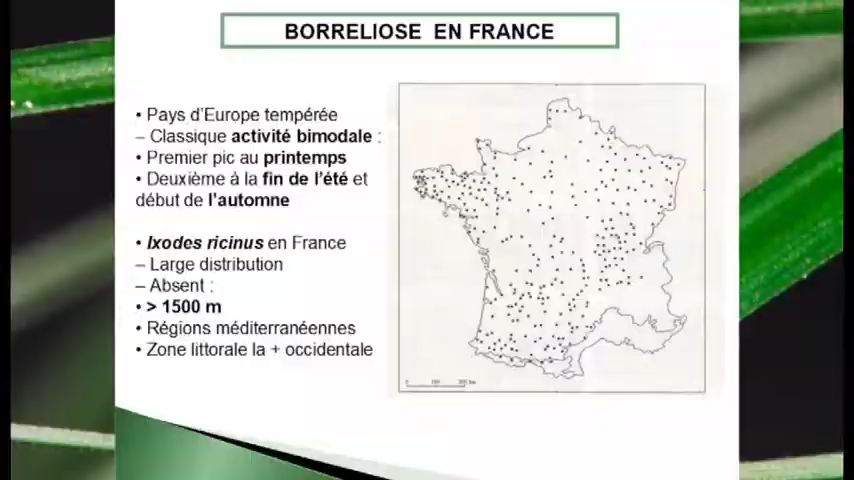 BORRELIOSE EN FRANCE
• Pays d'Europe tempérée
– Classique activité bimodale :
• Premier pic au printemps
• Deuxième à la fin de l'été et
début de l'automne
• Ixodes ricinus en France
– Large distribution
– Absent :
• > 1500 m
• Régions méditerranéennes
• Zone littorale la + occidentale